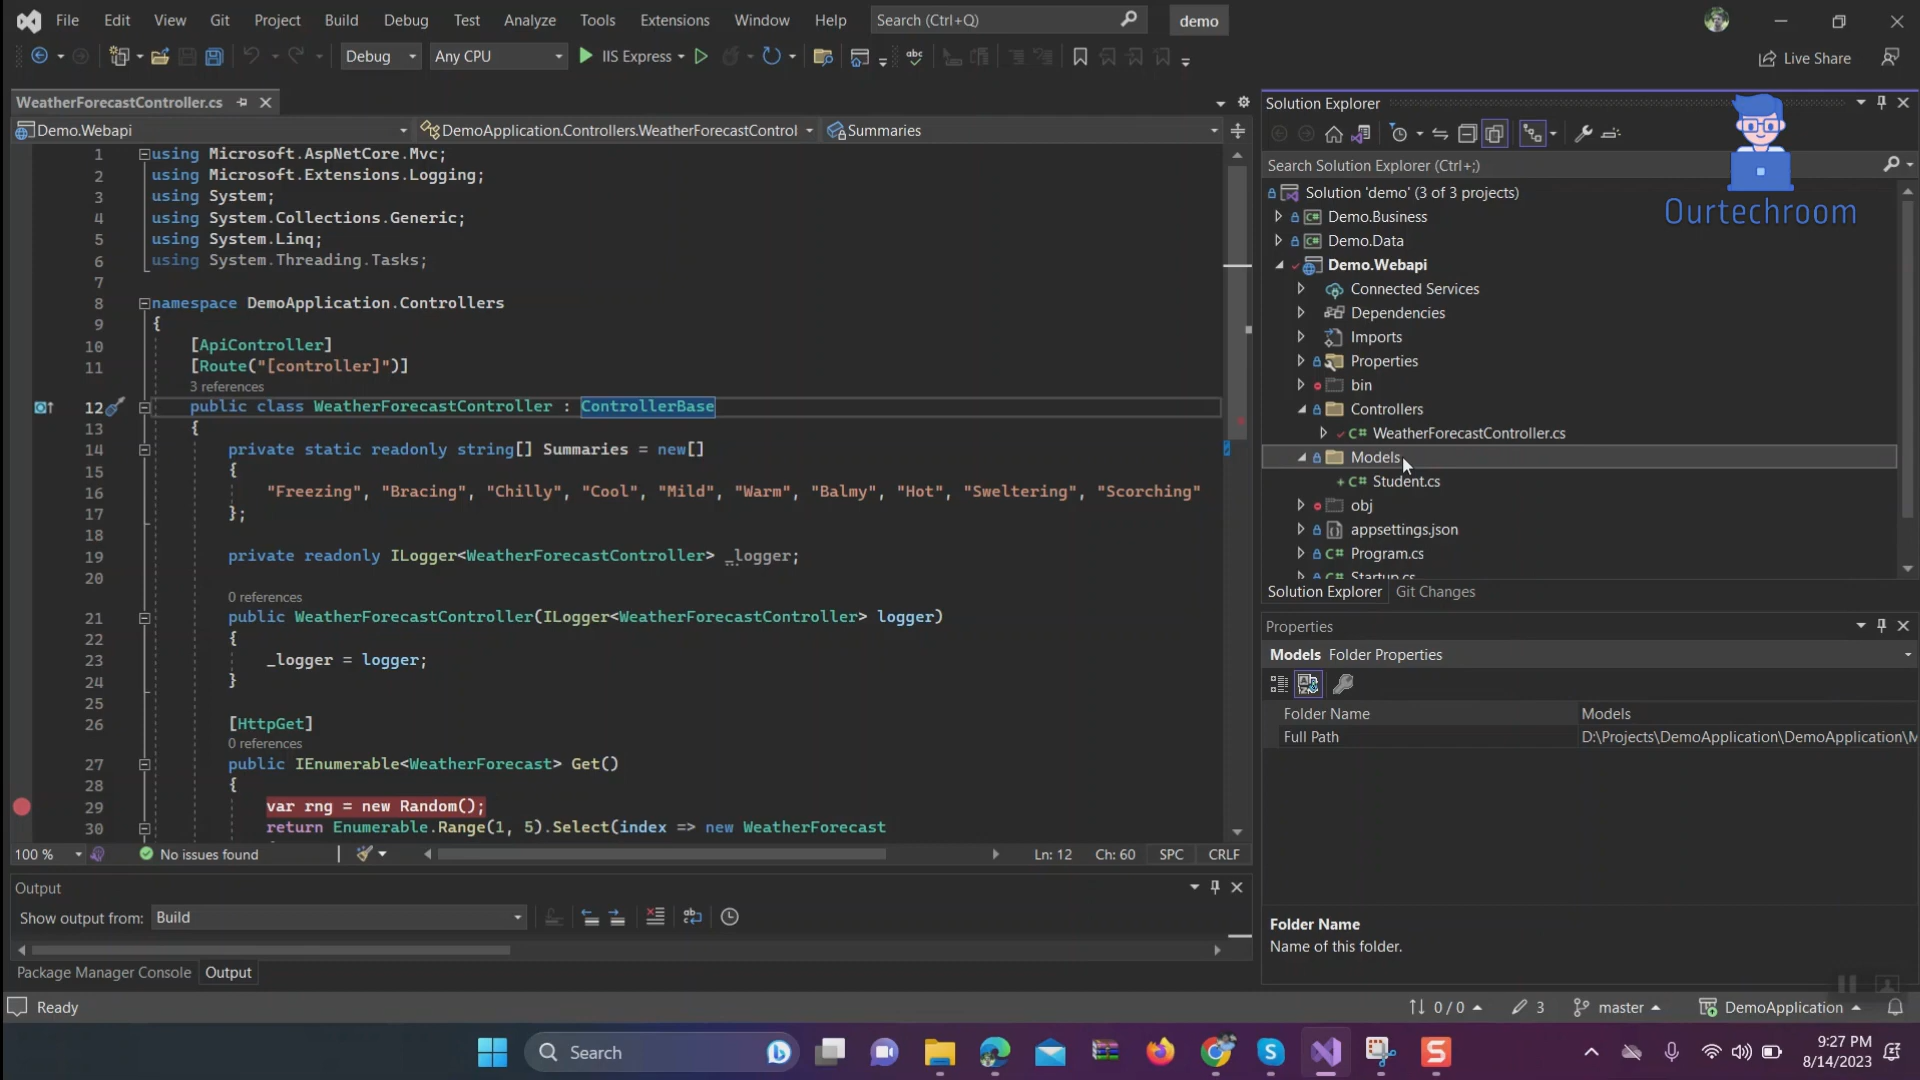 File Edit View Git Project Build Debug Test Analyze Tools Extensions Window Help Search (Ctrl+Q) demo
Debug Any CPU IIS Express Live Share
WeatherForecastController.cs
Demo.Webapi DemoApplication.Controllers.WeatherForecastControl Summaries
1 using Microsoft.AspNetCore.Mvc;
2 using Microsoft.Extensions.Logging;
3 using System;
4 using System.Collections.Generic;
5 using System.Linq;
6 using System.Threading.Tasks;
7
8 namespace DemoApplication.Controllers
9 {
10 [ApiController]
11 [Route("[controller]")]
3 references
12 public class WeatherForecastController : ControllerBase
13 {
14 private static readonly string[] Summaries = new[]
15 {
16 "Freezing", "Bracing", "Chilly", "Cool", "Mild", "Warm", "Balmy", "Hot", "Sweltering", "Scorching"
17 };
18
19 private readonly ILogger<WeatherForecastController> _logger;
20
0 references
21 public WeatherForecastController(ILogger<WeatherForecastController> logger)
22 {
23 _logger = logger;
24 }
25
26 [HttpGet]
0 references
27 public IEnumerable<WeatherForecast> Get()
28 {
29 var rng = new Random();
30 return Enumerable.Range(1, 5).Select(index => new WeatherForecast
100 % No issues found Ln: 12 Ch: 60 SPC CRLF
Output
Show output from: Build
Package Manager Console Output
Solution Explorer
Search Solution Explorer (Ctrl+;)
Ourtechroom
Solution 'demo' (3 of 3 projects)
Demo.Business
Demo.Data
Demo.Webapi
Connected Services
Dependencies
Imports
Properties
bin
Controllers
C# WeatherForecastController.cs
Models
C# Student.cs
obj
appsettings.json
C# Program.cs
C# Startup.cs
Solution Explorer Git Changes
Properties
Models Folder Properties
Folder Name Models
Full Path D:\Projects\DemoApplication\DemoApplication\M
Folder Name
Name of this folder.
Ready 0 / 0 3 master DemoApplication
Search 9:27 PM
8/14/2023